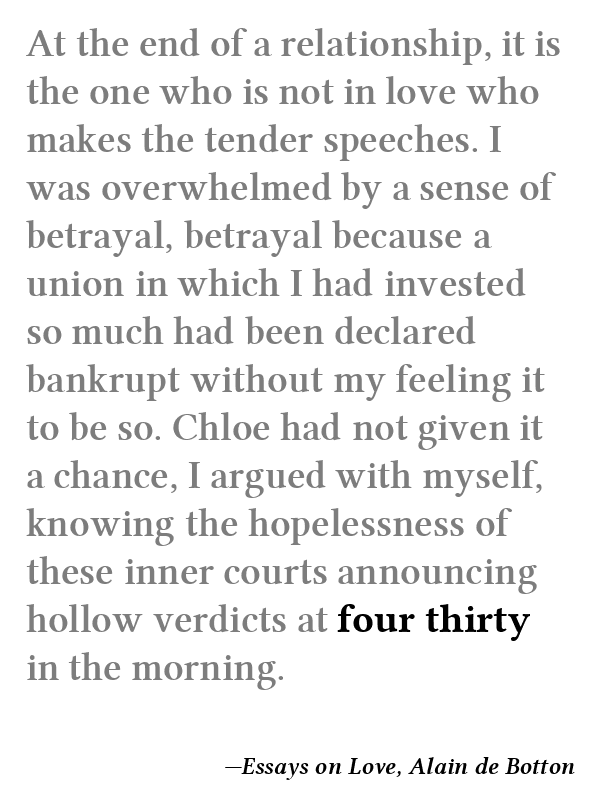 At the end of a relationship, it is
the one who is not in love who
makes the tender speeches. I
was overwhelmed by a sense of
betrayal, betrayal because a
union in which I had invested
so much had been declared
bankrupt without my feeling it
to be so. Chloe had not given it
a chance, I argued with myself,
knowing the hopelessness of
these inner courts announcing
hollow verdicts at four thirty
in the morning.
—Essays on Love, Alain de Botton